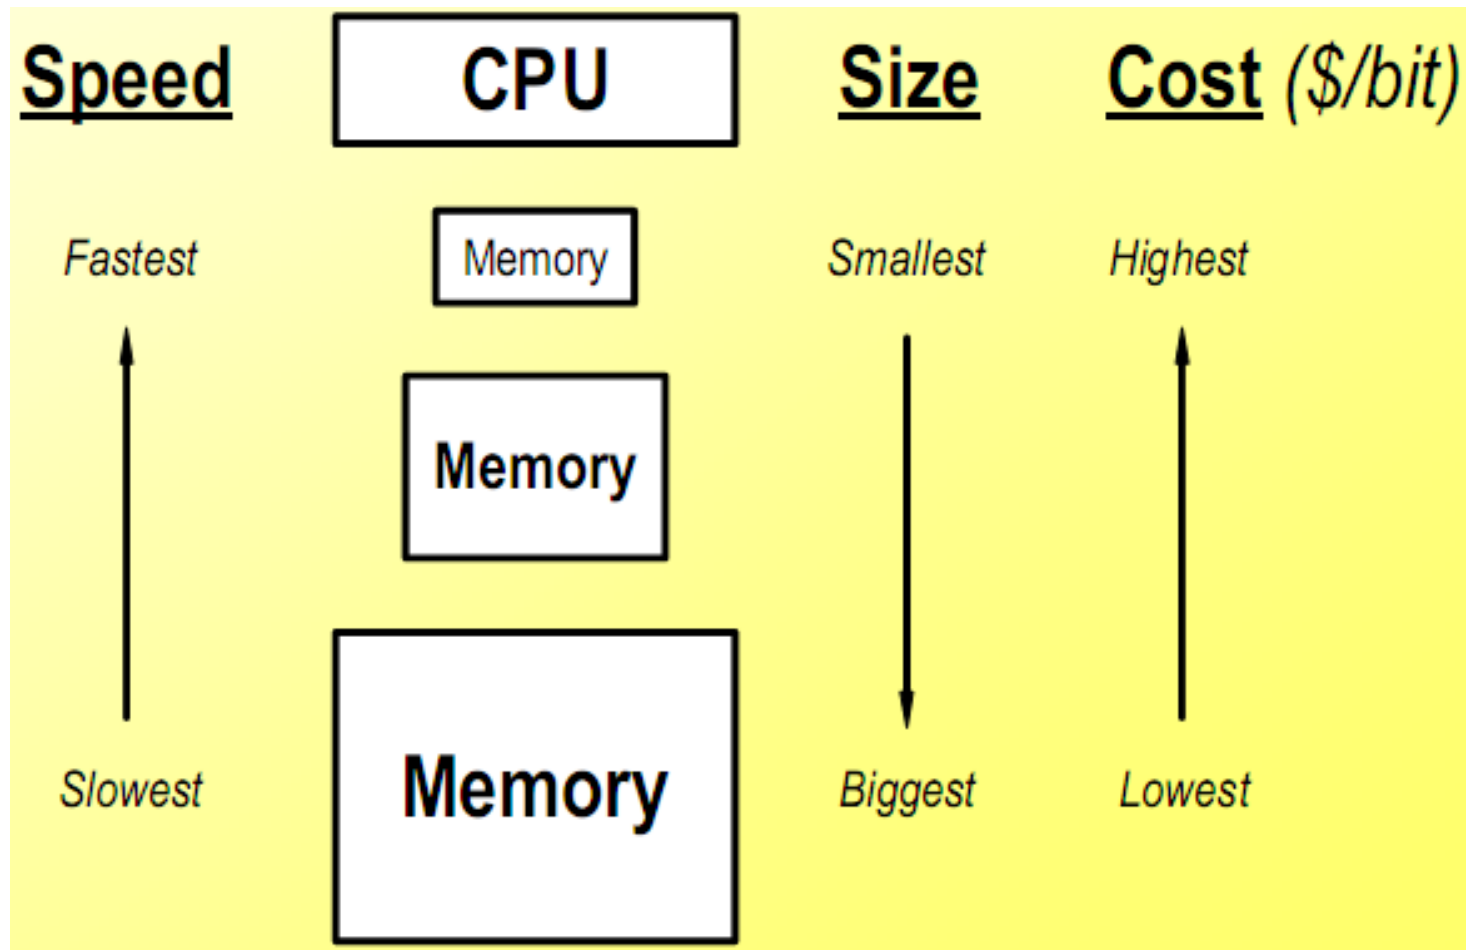 Speed CPU Size Cost ($/bit)
Fastest Memory Smallest Highest
Memory
Slowest Memory Biggest Lowest